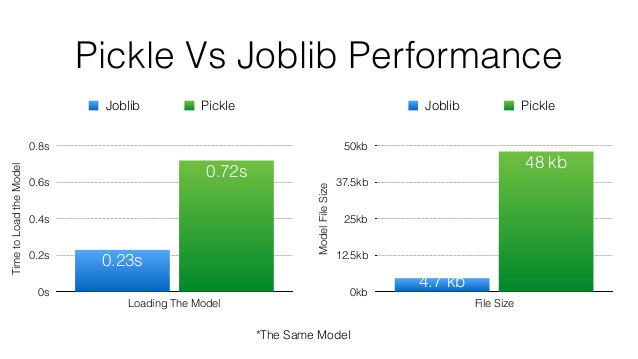 Pickle Vs Joblib Performance
Joblib Pickle
Time to Load the Model
0.8s
0.6s
0.4s
0.2s
0s
0.23s
0.72s
Loading The Model
Joblib Pickle
Model File Size
50kb
37.5kb
25kb
12.5kb
0kb
4.7 kb
48 kb
File Size
*The Same Model